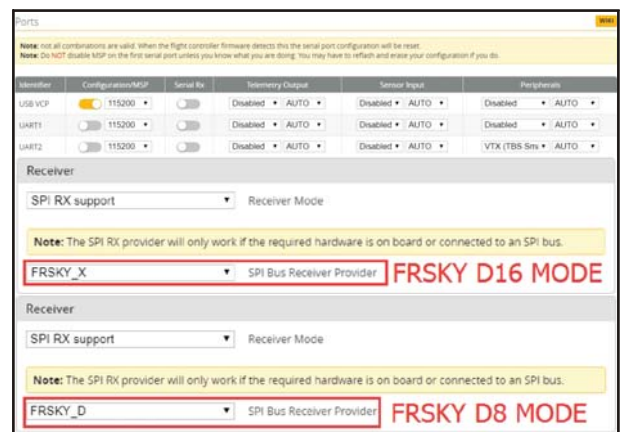 Ports
WIKI
Note: not all combinations are valid. When the flight controller firmware detects this the serial port configuration will be reset.
Note: Do NOT disable MSP on the first serial port unless you know what you are doing. You may have to reflash and erase your configuration if you do.
Identifier Configuration/MSP Serial Rx Telemetry Output Sensor Input Peripherals
USB VCP 115200 Disabled AUTO Disabled AUTO Disabled AUTO
UART1 115200 Disabled AUTO Disabled AUTO Disabled AUTO
UART2 115200 Disabled AUTO Disabled AUTO VTX (TBS Sm AUTO
Receiver
SPI RX support Receiver Mode
Note: The SPI RX provider will only work if the required hardware is on board or connected to an SPI bus.
FRSKY_X SPI Bus Receiver Provider FRSKY D16 MODE
Receiver
SPI RX support Receiver Mode
Note: The SPI RX provider will only work if the required hardware is on board or connected to an SPI bus.
FRSKY_D SPI Bus Receiver Provider FRSKY D8 MODE